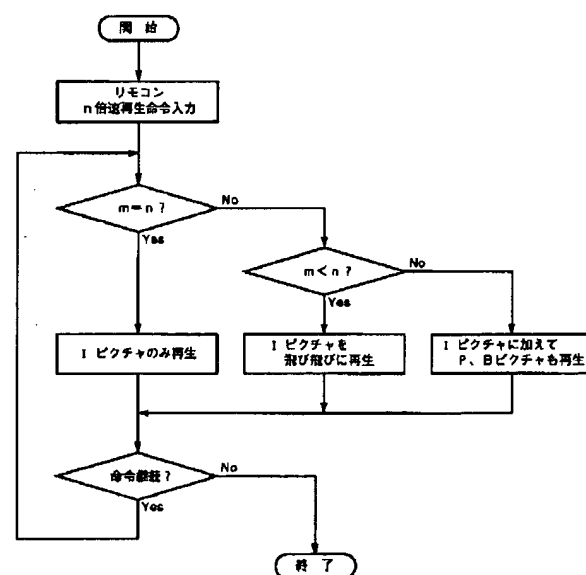 開 始
リモコン
n倍速再生命令入力
m=n?
No
Yes
m<n?
No
Yes
I ピクチャのみ再生
I ピクチャを
飛び飛びに再生
I ピクチャに加えて
P、Bピクチャも再生
命令継続?
No
Yes
終 了